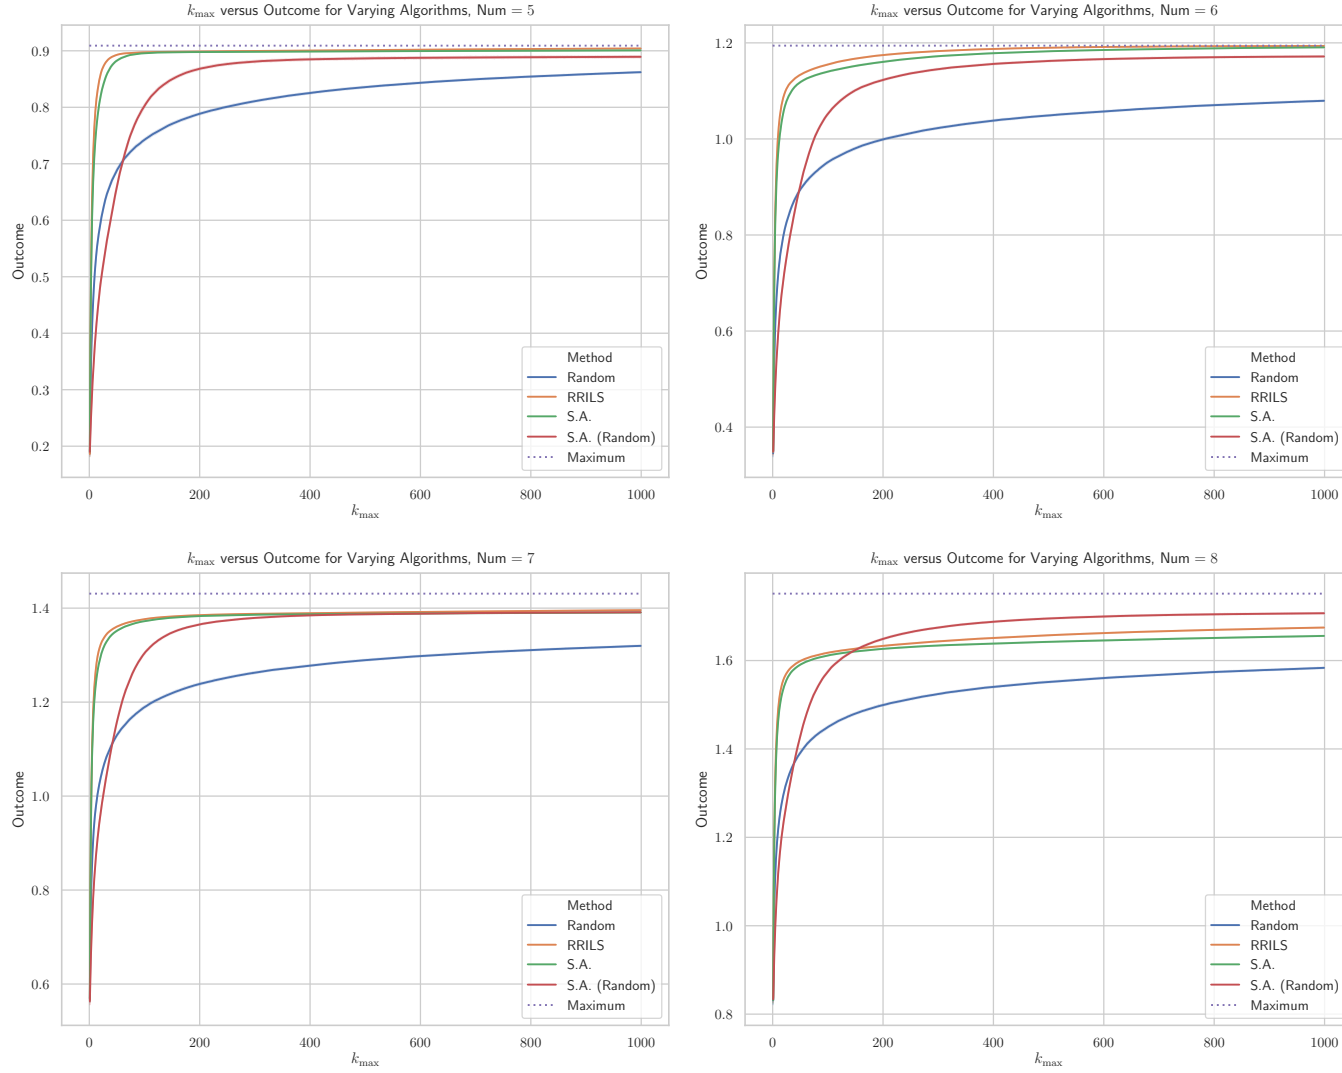 k_max versus Outcome for Varying Algorithms, Num = 5
0.9
0.8
0.7
0.6
0.5
0.4
0.3
0.2
Outcome
0 200 400 600 800 1000
k_max
Method
Random
RRILS
S.A.
S.A. (Random)
Maximum
k_max versus Outcome for Varying Algorithms, Num = 6
1.2
1.0
0.8
0.6
0.4
Outcome
0 200 400 600 800 1000
k_max
Method
Random
RRILS
S.A.
S.A. (Random)
Maximum
k_max versus Outcome for Varying Algorithms, Num = 7
1.4
1.2
1.0
0.8
0.6
Outcome
0 200 400 600 800 1000
k_max
Method
Random
RRILS
S.A.
S.A. (Random)
Maximum
k_max versus Outcome for Varying Algorithms, Num = 8
1.6
1.4
1.2
1.0
0.8
Outcome
0 200 400 600 800 1000
k_max
Method
Random
RRILS
S.A.
S.A. (Random)
Maximum